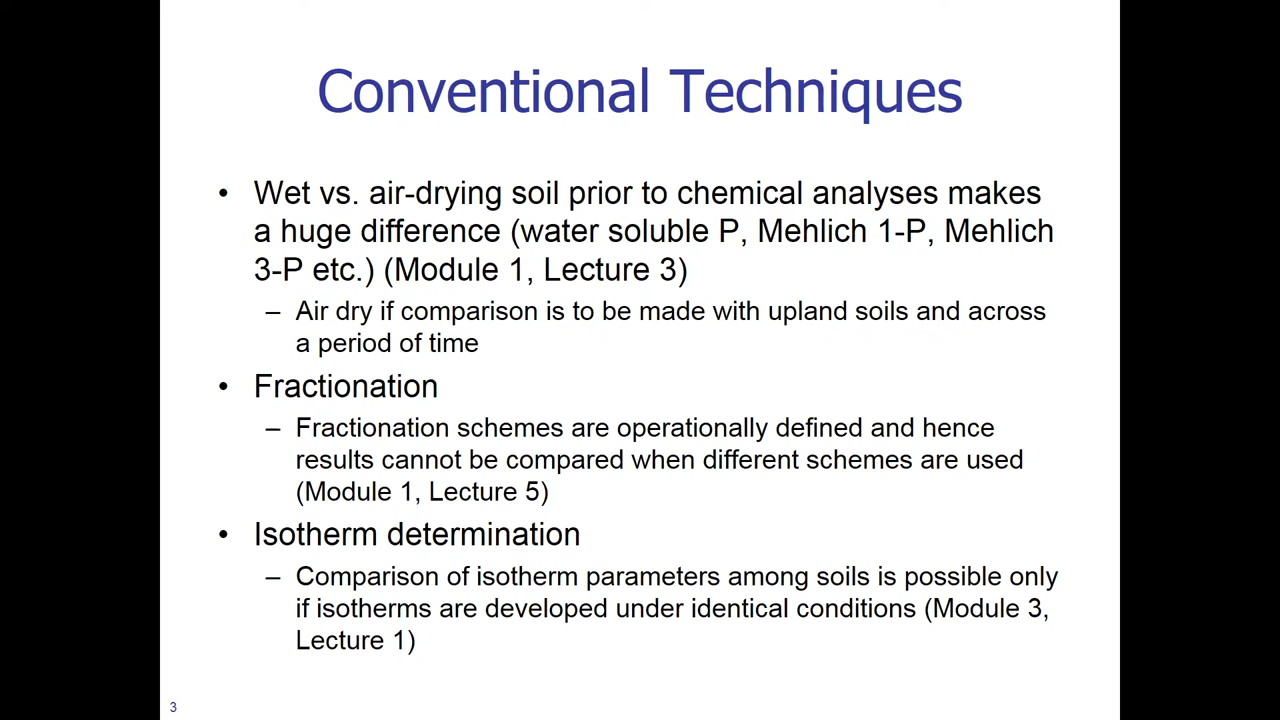 Conventional Techniques
• Wet vs. air-drying soil prior to chemical analyses makes
a huge difference (water soluble P, Mehlich 1-P, Mehlich
3-P etc.) (Module 1, Lecture 3)
– Air dry if comparison is to be made with upland soils and across
a period of time
• Fractionation
– Fractionation schemes are operationally defined and hence
results cannot be compared when different schemes are used
(Module 1, Lecture 5)
• Isotherm determination
– Comparison of isotherm parameters among soils is possible only
if isotherms are developed under identical conditions (Module 3,
Lecture 1)
3